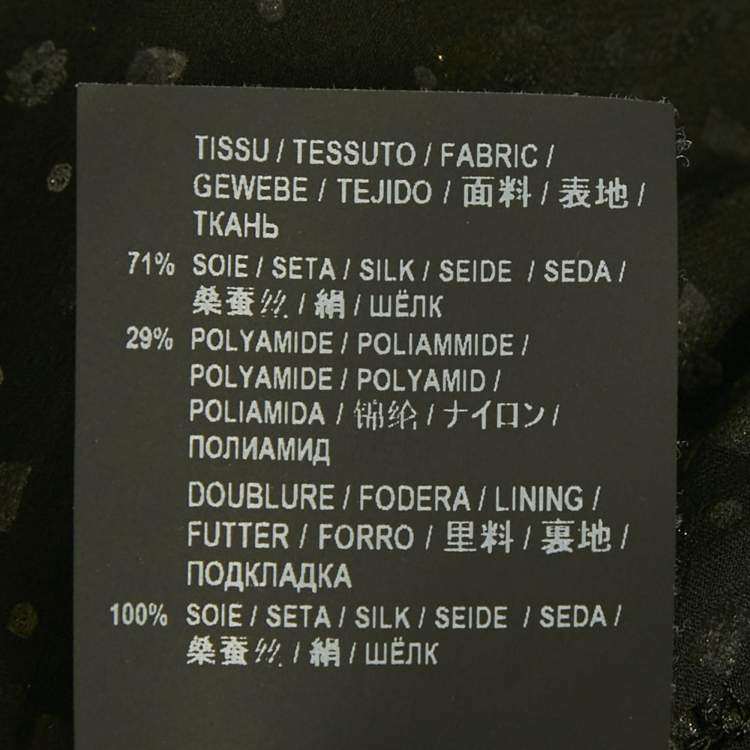 TISSU / TESSUTO / FABRIC /
GEWEBE / TEJIDO / 面料 / 表地 /
ТКАНЬ
71% SOIE / SETA / SILK / SEIDE / SEDA /
桑蚕丝 / 絹 / ШЁЛК
29% POLYAMIDE / POLIAMMIDE /
POLYAMIDE / POLYAMID /
POLIAMIDA / 锦纶 / ナイロン /
ПОЛИАМИД
DOUBLURE / FODERA / LINING /
FUTTER / FORRO / 里料 / 裏地 /
ПОДКЛАДКА
100% SOIE / SETA / SILK / SEIDE / SEDA /
桑蚕丝 / 絹 / ШЁЛК